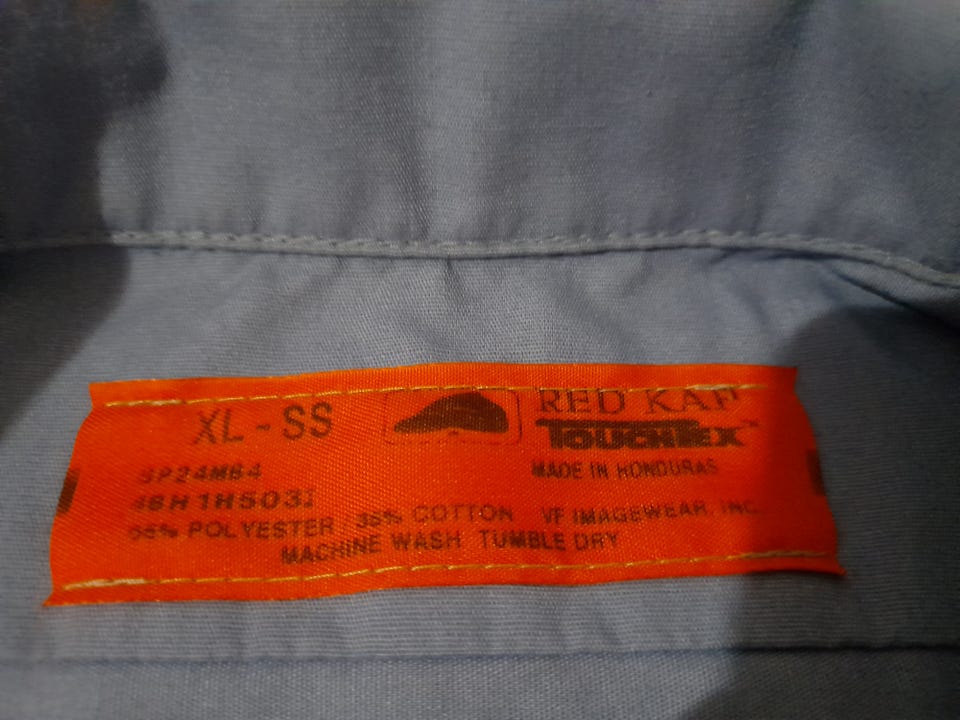 XL - SS
RED KAP
TOUCHTEX™
SP24MB4
MADE IN HONDURAS
65% POLYESTER 35% COTTON VF IMAGEWEAR, INC.
MACHINE WASH TUMBLE DRY